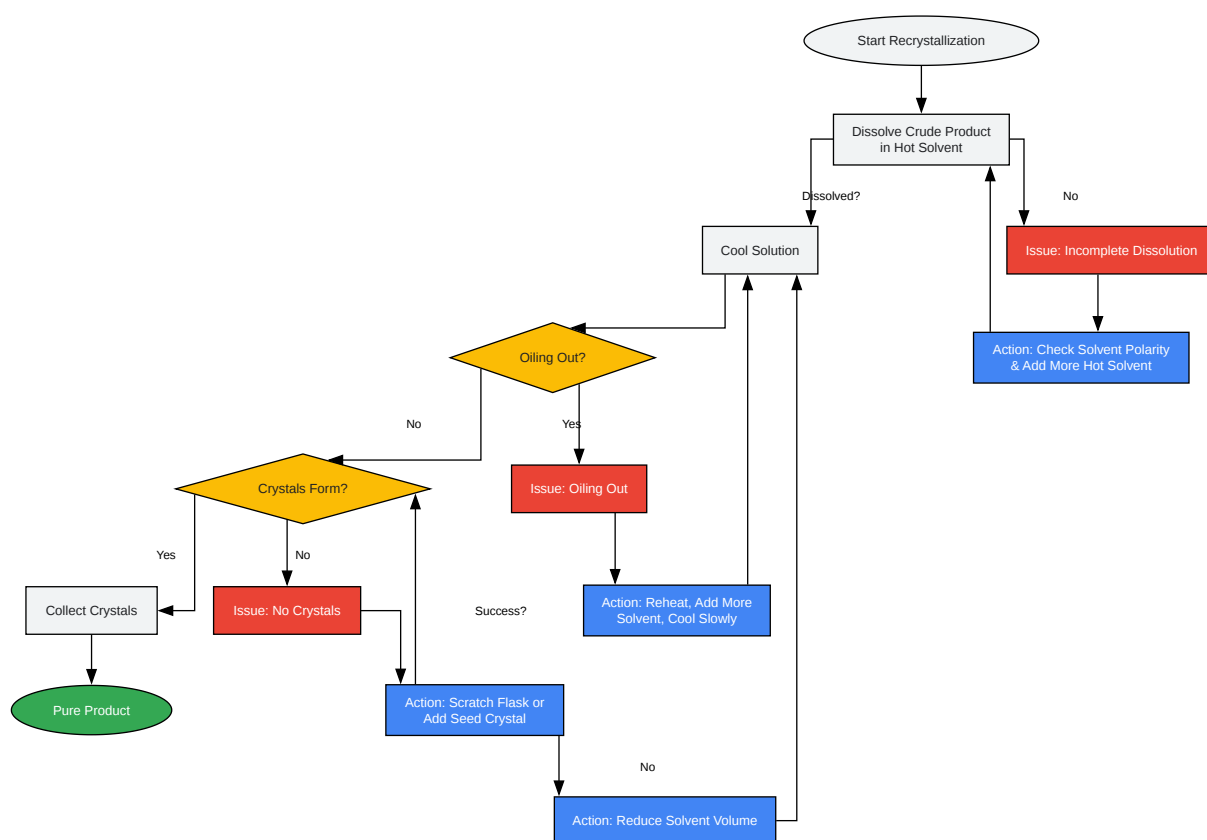 Start Recrystallization
Dissolve Crude Product
in Hot Solvent
Dissolved?
No
Cool Solution
Issue: Incomplete Dissolution
Oiling Out?
Action: Check Solvent Polarity
& Add More Hot Solvent
No
Yes
Crystals Form?
Issue: Oiling Out
Yes
No
Collect Crystals
Issue: No Crystals
Success?
Action: Reheat, Add More
Solvent, Cool Slowly
Pure Product
Action: Scratch Flask or
Add Seed Crystal
No
Action: Reduce Solvent Volume